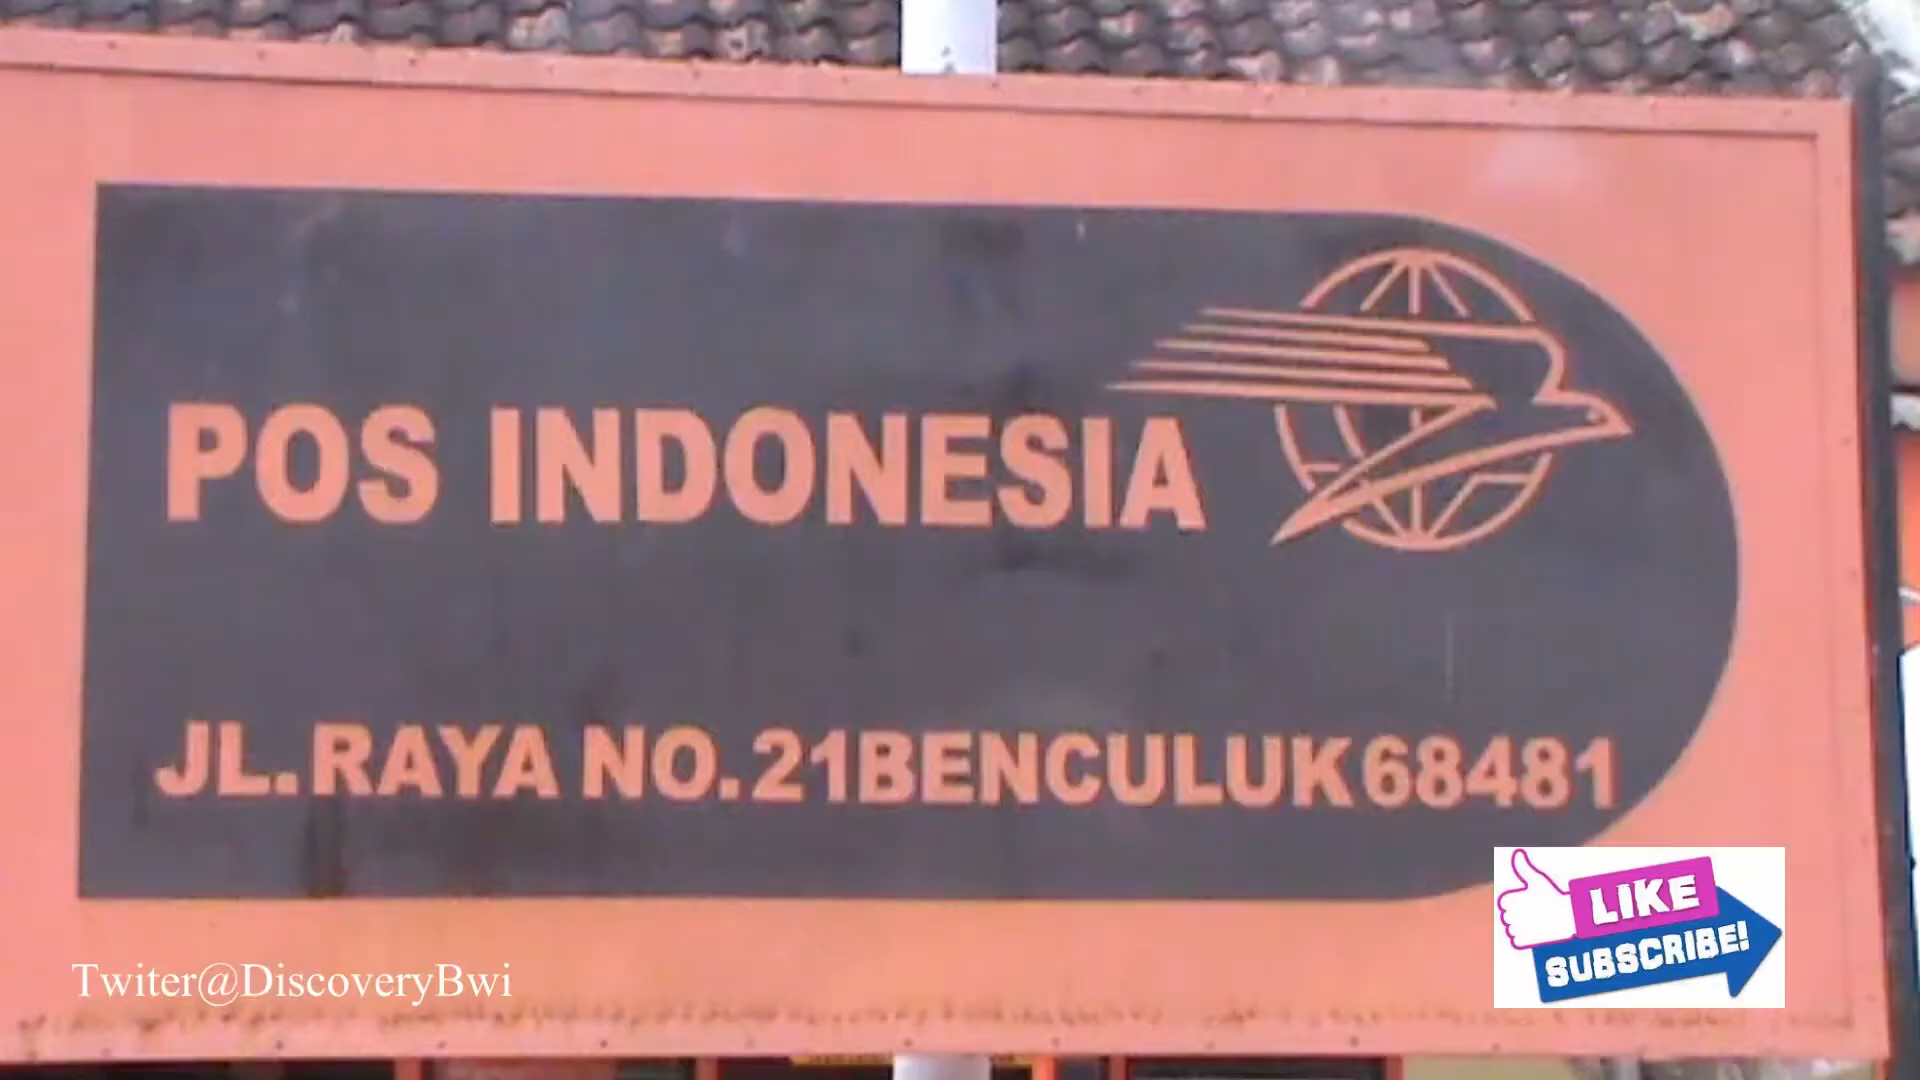 POS INDONESIA
JL.RAYA NO.21BENCULUK68481
LIKE
SUBSCRIBE!
Twiter@DiscoveryBwi